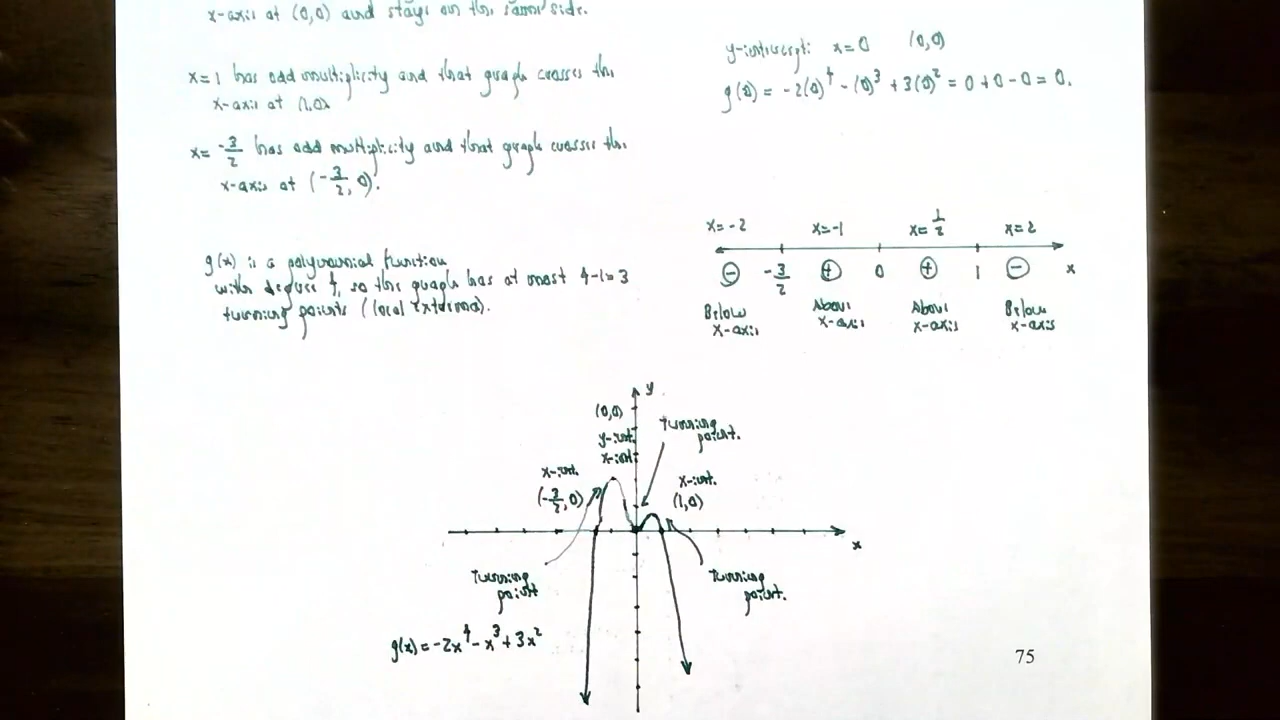 x-axis at (0,0) and stays on the same side.
x=1 has odd multiplicity and that graph crosses the
x-axis at (1,0).
x= -3/2 has odd multiplicity and that graph crosses the
x-axis at (-3/2, 0).
g(x) is a polynomial function
with degree 4, so the graph has at most 4-1=3
turning points (local extrema).
y-intercept: x=0 (0,0)
g(0) = -2(0)^4 - (0)^3 + 3(0)^2 = 0+0-0 = 0.
x=-2 x=-1 x= 1/2 x=2
- -3/2 + 0 + 1 - x
Below Above Above Below
x-axis x-axis x-axis x-axis
y
(0,0)
y-int.
x-int
Turning
point.
x-int.
(-3/2, 0)
x-int.
(1,0)
x
Turning
point
Turning
point.
g(x) = -2x^4 - x^3 + 3x^2
75